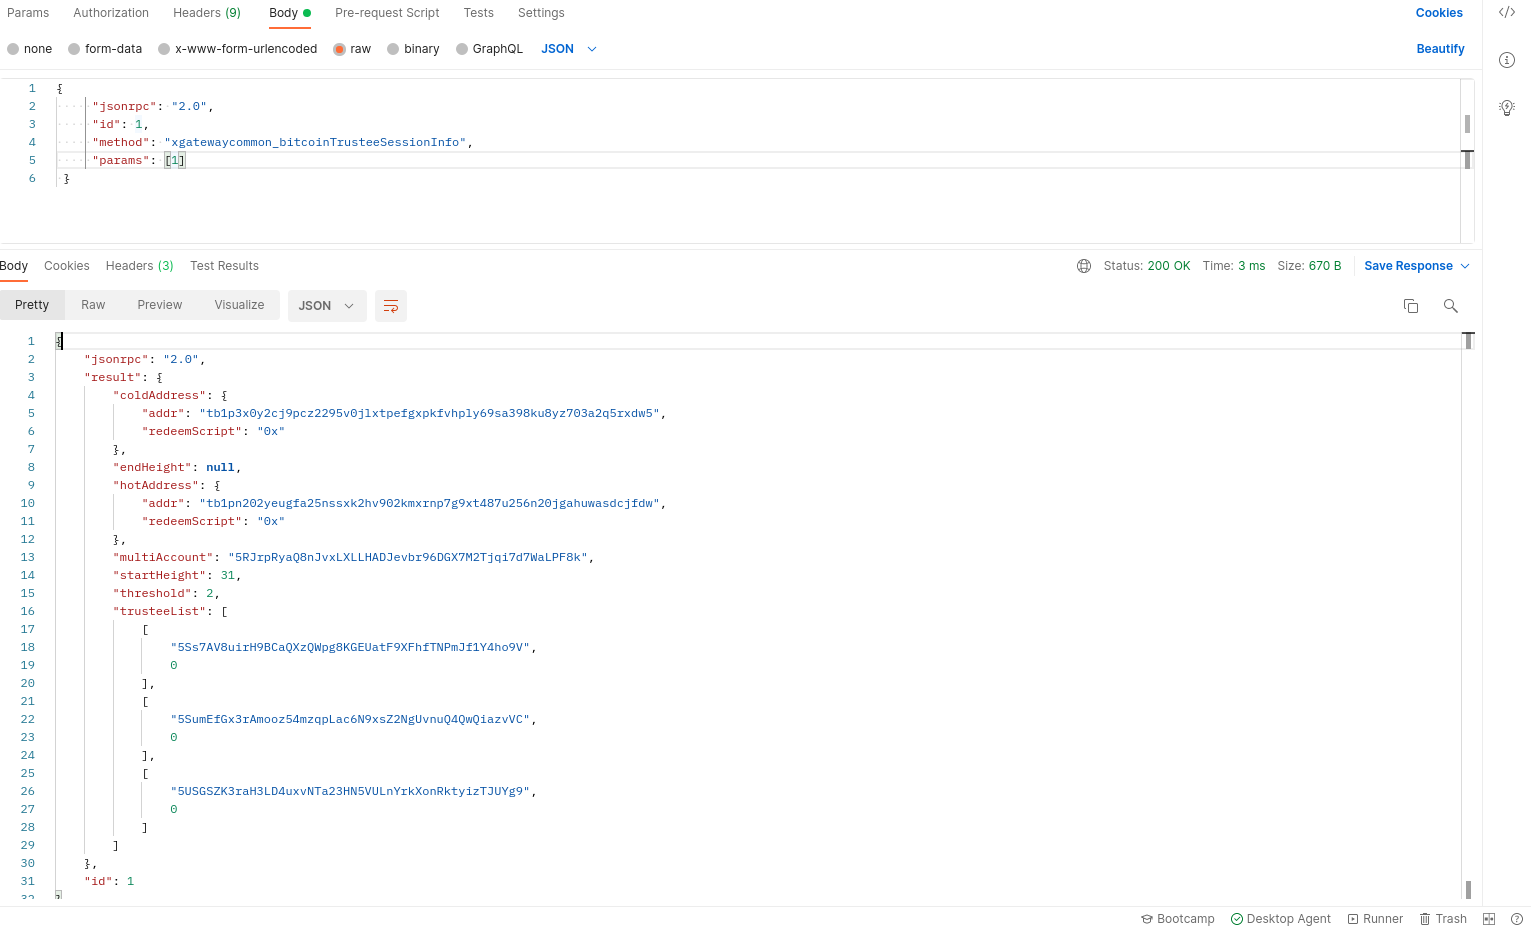 Params Authorization Headers (9) Body Pre-request Script Tests Settings Cookies
none form-data x-www-form-urlencoded raw binary GraphQL JSON Beautify
1 {
2 "jsonrpc": "2.0",
3 "id": 1,
4 "method": "xgatewaycommon_bitcoinTrusteeSessionInfo",
5 "params": [1]
6 }
Body Cookies Headers (3) Test Results Status: 200 OK Time: 3 ms Size: 670 B Save Response
Pretty Raw Preview Visualize JSON
1 {
2 "jsonrpc": "2.0",
3 "result": {
4 "coldAddress": {
5 "addr": "tb1p3x0y2cj9pcz2295v0jlxtpefgxpkfvhply69sa398ku8yz703a2q5rxdw5",
6 "redeemScript": "0x"
7 },
8 "endHeight": null,
9 "hotAddress": {
10 "addr": "tb1pn202yeugfa25nssxk2hv902kmxrnp7g9xt487u256n20jgahuwasdcjfdw",
11 "redeemScript": "0x"
12 },
13 "multiAccount": "5RJrpRyaQ8nJvxLXLLHADJevbr96DGX7M2Tjqi7d7WaLPF8k",
14 "startHeight": 31,
15 "threshold": 2,
16 "trusteeList": [
17 [
18 "5Ss7AV8uirH9BCaQXzQWpg8KGEUatF9XFhfTNPmJf1Y4ho9V",
19 0
20 ],
21 [
22 "5SumEfGx3rAmooz54mzqpLac6N9xsZ2NgUvnuQ4QwQiazvVC",
23 0
24 ],
25 [
26 "5USGSZK3raH3LD4uxvNTa23HN5VULnYrkXonRktyizTJUYg9",
27 0
28 ]
29 ]
30 },
31 "id": 1
32 }
Bootcamp Desktop Agent Runner Trash